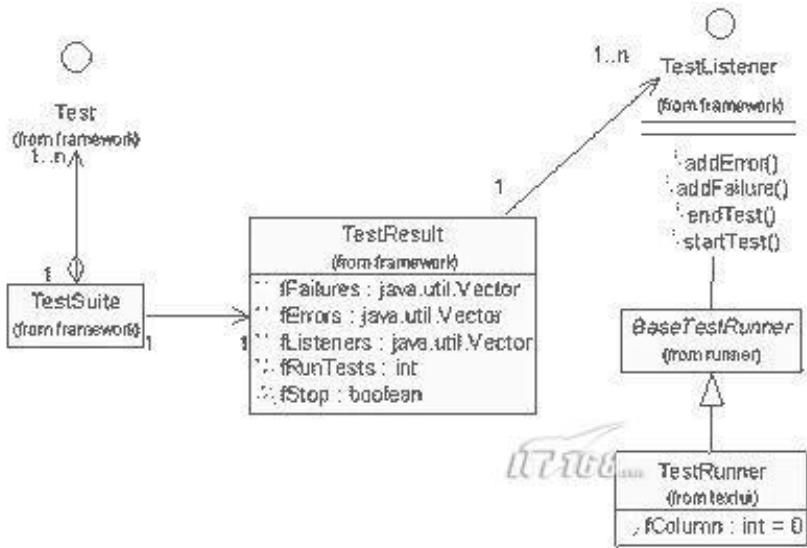 Test
(from framework)
1..n
1
TestSuite
(from framework)
1
1
TestResult
(from framework)
fFailures : java.util.Vector
fErrors : java.util.Vector
fListeners : java.util.Vector
fRunTests : int
fStop : boolean
1
1..n
TestListener
(from framework)
addError()
addFailure()
endTest()
startTest()
BaseTestRunner
(from runner)
TestRunner
(from textui)
fColumn : int = 0